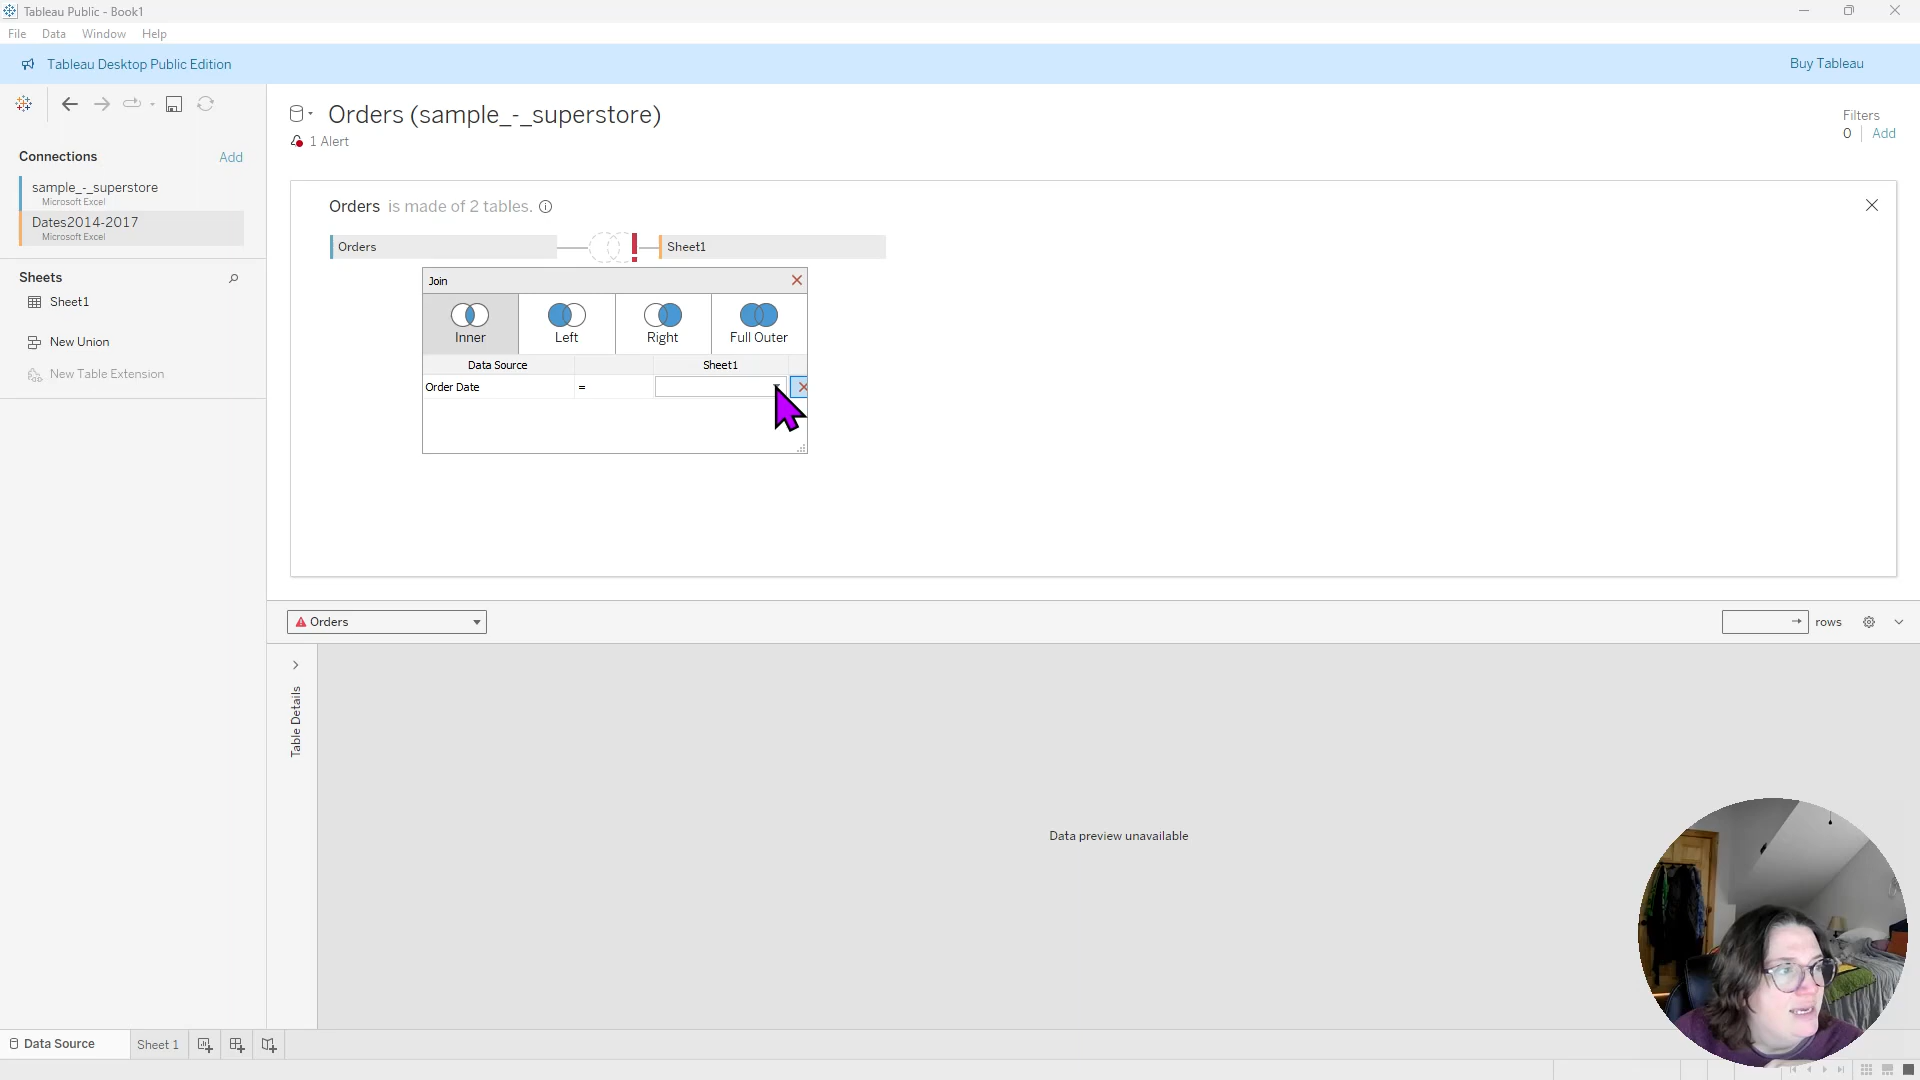 Tableau Public - Book1
File Data Window Help
Tableau Desktop Public Edition
Buy Tableau
Connections
Add
sample_-_superstore
Microsoft Excel
Dates2014-2017
Microsoft Excel
Sheets
Sheet1
New Union
New Table Extension
Orders (sample_-_superstore)
1 Alert
Filters
0 Add
Orders is made of 2 tables.
Orders
Sheet1
Join
Inner Left Right Full Outer
Data Source Sheet1
Order Date =
Orders
rows
Table Details
Data preview unavailable
Data Source Sheet 1